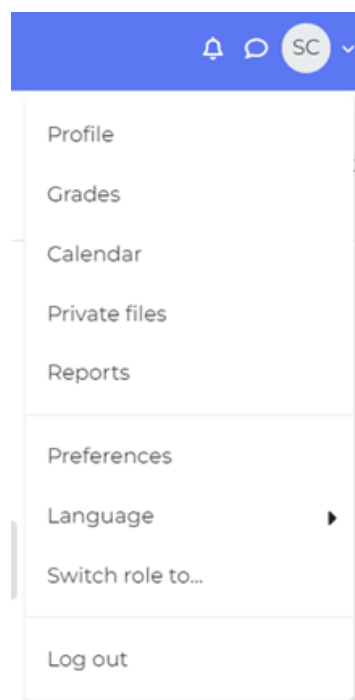 SC
Profile
Grades
Calendar
Private files
Reports
Preferences
Language
Switch role to...
Log out